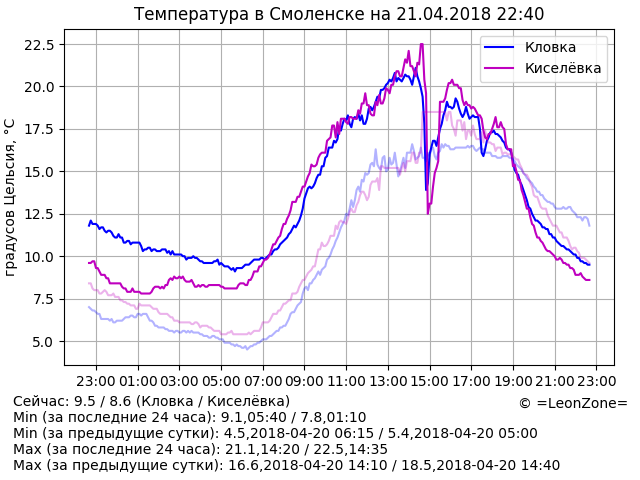 Температура в Смоленске на 21.04.2018 22:40
Кловка
Киселёвка
градусов Цельсия, °C
22.5
20.0
17.5
15.0
12.5
10.0
7.5
5.0
23:00 01:00 03:00 05:00 07:00 09:00 11:00 13:00 15:00 17:00 19:00 21:00 23:00
Сейчас: 9.5 / 8.6 (Кловка / Киселёвка)
© =LeonZone=
Min (за последние 24 часа): 9.1,05:40 / 7.8,01:10
Min (за предыдущие сутки): 4.5,2018-04-20 06:15 / 5.4,2018-04-20 05:00
Max (за последние 24 часа): 21.1,14:20 / 22.5,14:35
Max (за предыдущие сутки): 16.6,2018-04-20 14:10 / 18.5,2018-04-20 14:40